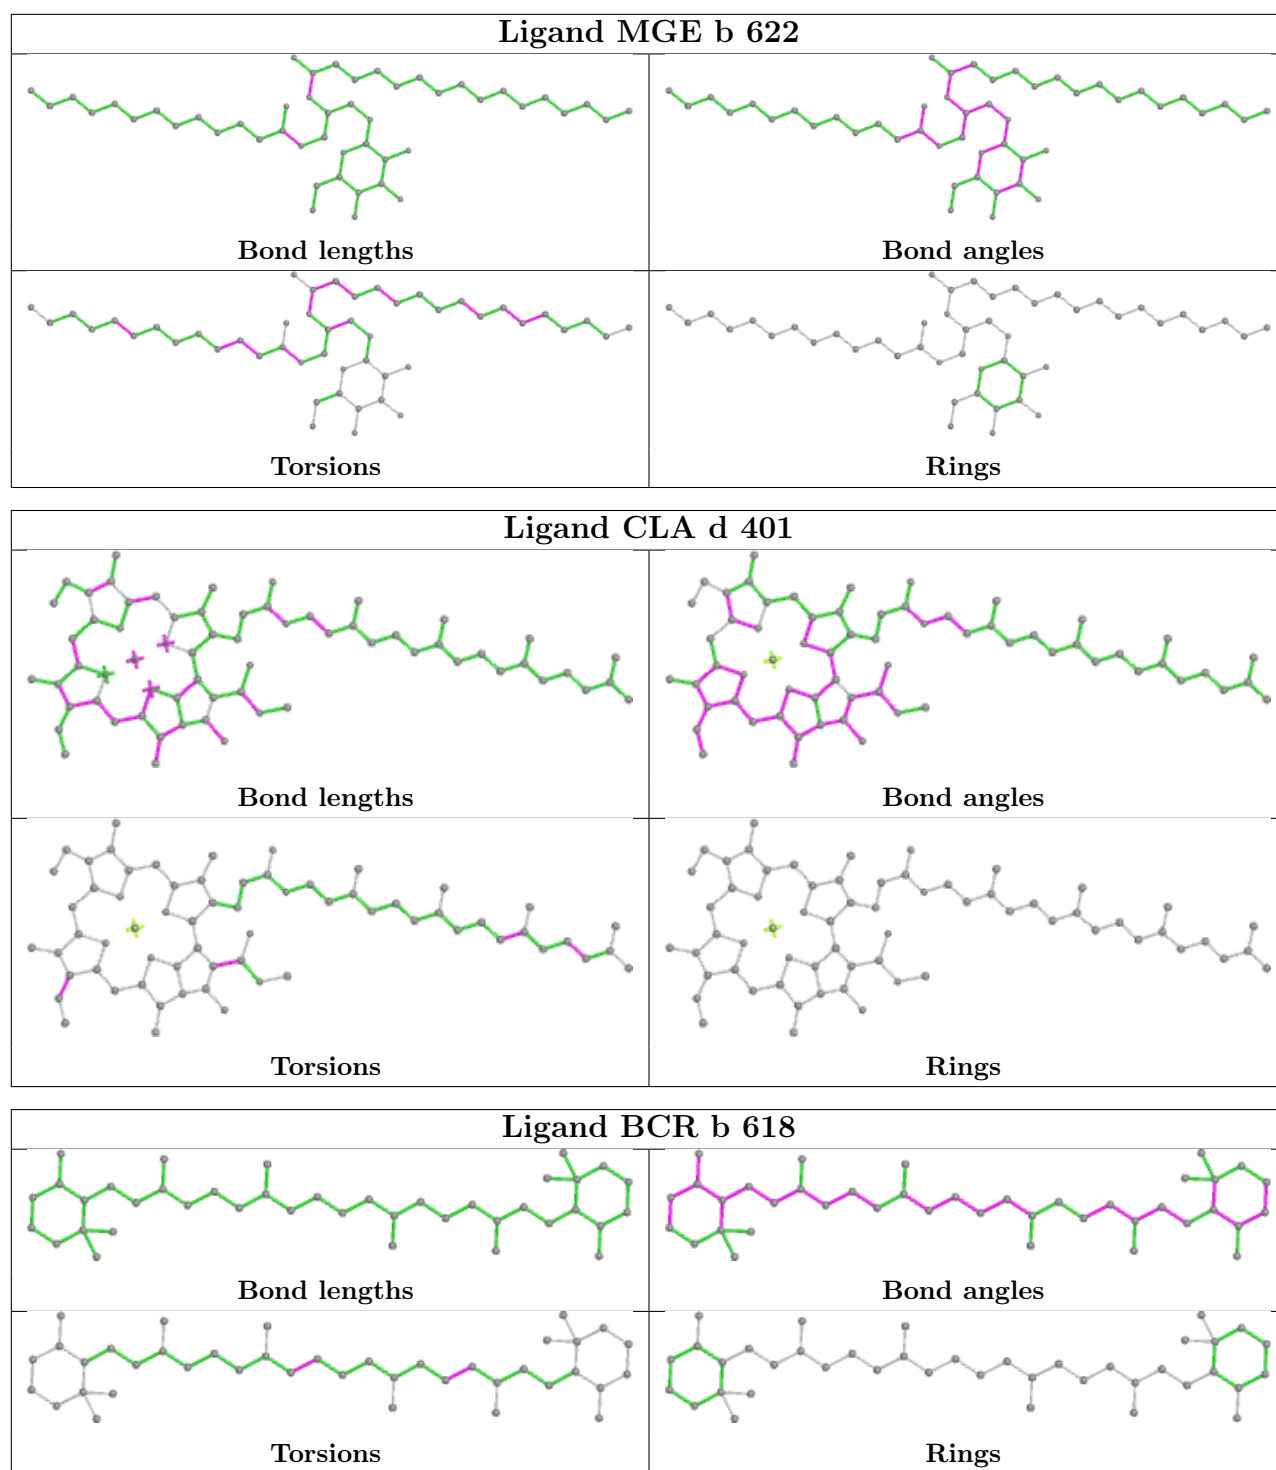 Ligand MGE b 622
Bond lengths
Bond angles
Torsions
Rings
Ligand CLA d 401
Bond lengths
Bond angles
Torsions
Rings
Ligand BCR b 618
Bond lengths
Bond angles
Torsions
Rings